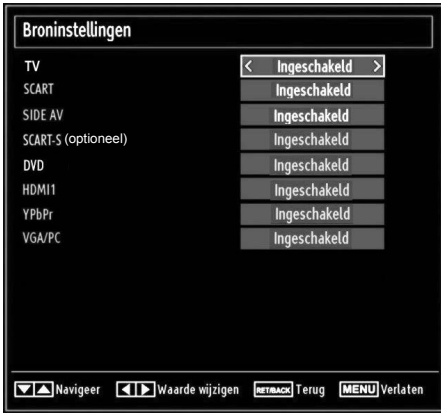 Broninstellingen
TV < Ingeschakeld >
SCART Ingeschakeld
SIDE AV Ingeschakeld
SCART-S (optioneel) Ingeschakeld
DVD Ingeschakeld
HDMI1 Ingeschakeld
YPbPr Ingeschakeld
VGA/PC Ingeschakeld
Navigeer Waarde wijzigen RET/BACK Terug MENU Verlaten